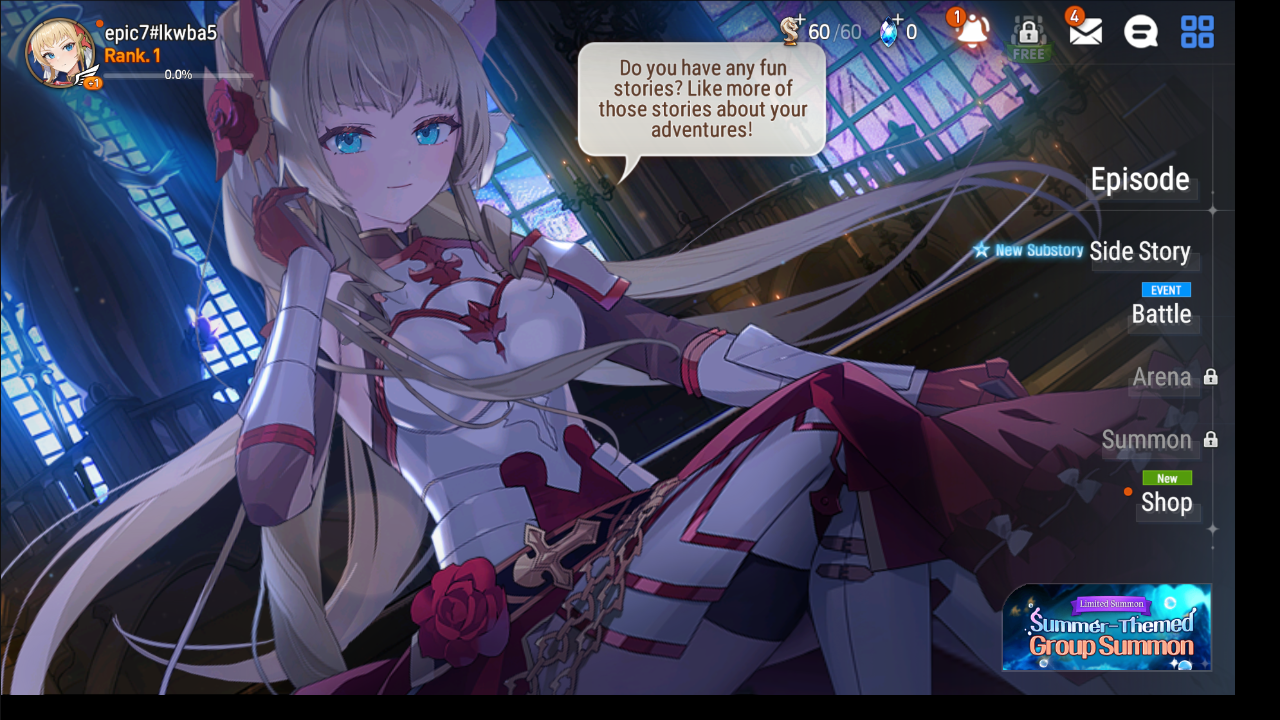 epic7#lkwba5
Rank. 1
0.0%
+1
60/60
0
1
FREE
4
Do you have any fun
stories? Like more of
those stories about your
adventures!
Episode
New Substory Side Story
EVENT
Battle
Arena
Summon
New
Shop
Limited Summon
Summer-Themed
Group Summon